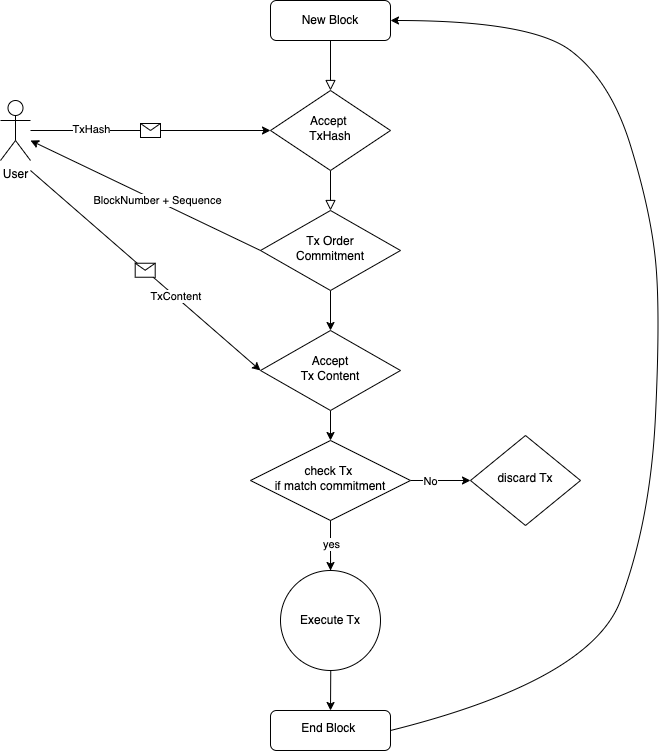 New Block
Accept
TxHash
TxHash
User
BlockNumber + Sequence
Tx Order
Commitment
TxContent
Accept
Tx Content
check Tx
if match commitment
No
discard Tx
yes
Execute Tx
End Block